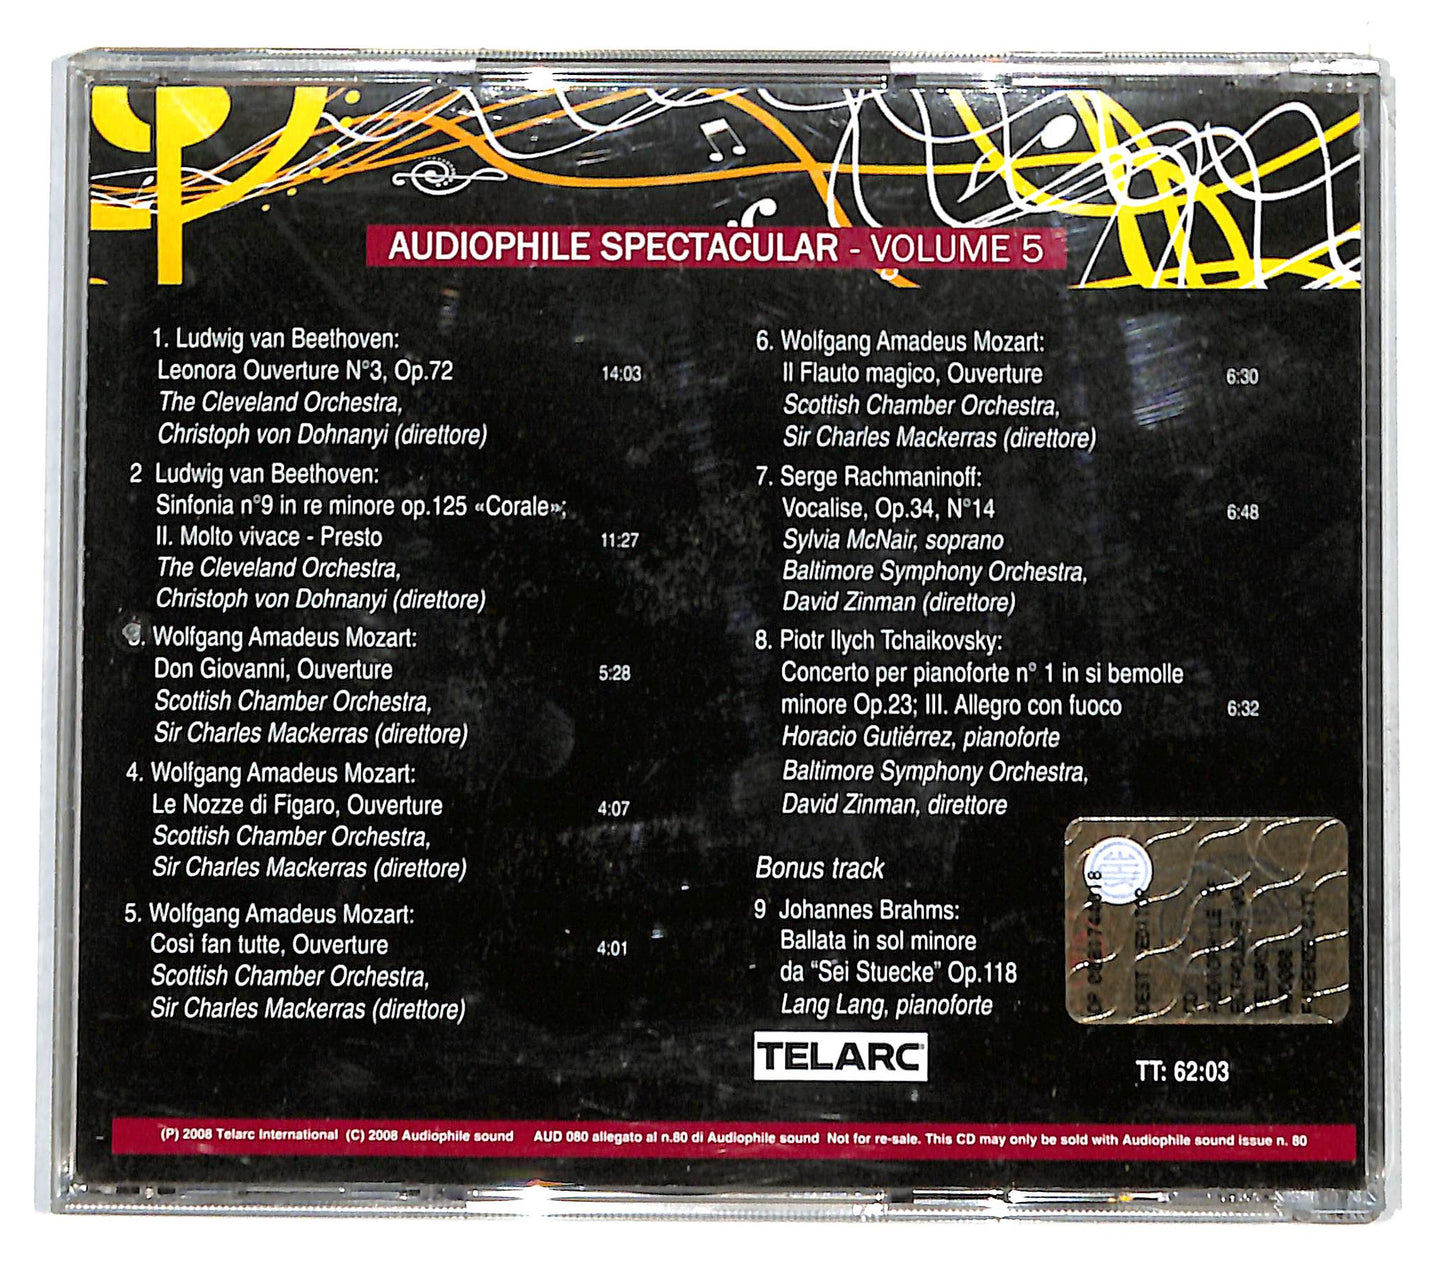 AUDIOPHILE SPECTACULAR - VOLUME 5
1. Ludwig van Beethoven:
Leonora Ouverture N°3, Op.72 14:03
The Cleveland Orchestra,
Christoph von Dohnanyi (direttore)
2 Ludwig van Beethoven:
Sinfonia n°9 in re minore op.125 «Corale»;
II. Molto vivace - Presto 11:27
The Cleveland Orchestra,
Christoph von Dohnanyi (direttore)
3. Wolfgang Amadeus Mozart:
Don Giovanni, Ouverture 5:28
Scottish Chamber Orchestra,
Sir Charles Mackerras (direttore)
4. Wolfgang Amadeus Mozart:
Le Nozze di Figaro, Ouverture 4:07
Scottish Chamber Orchestra,
Sir Charles Mackerras (direttore)
5. Wolfgang Amadeus Mozart:
Così fan tutte, Ouverture 4:01
Scottish Chamber Orchestra,
Sir Charles Mackerras (direttore)
6. Wolfgang Amadeus Mozart:
Il Flauto magico, Ouverture 6:30
Scottish Chamber Orchestra,
Sir Charles Mackerras (direttore)
7. Serge Rachmaninoff:
Vocalise, Op.34, N°14 6:48
Sylvia McNair, soprano
Baltimore Symphony Orchestra,
David Zinman (direttore)
8. Piotr Ilych Tchaikovsky:
Concerto per pianoforte n° 1 in si bemolle
minore Op.23; III. Allegro con fuoco 6:32
Horacio Gutiérrez, pianoforte
Baltimore Symphony Orchestra,
David Zinman, direttore
Bonus track
9 Johannes Brahms:
Ballata in sol minore
da “Sei Stuecke” Op.118
Lang Lang, pianoforte
TELARC
TT: 62:03
(P) 2008 Telarc International (C) 2008 Audiophile sound AUD 080 allegato al n.80 di Audiophile sound Not for re-sale. This CD may only be sold with Audiophile sound issue n. 80